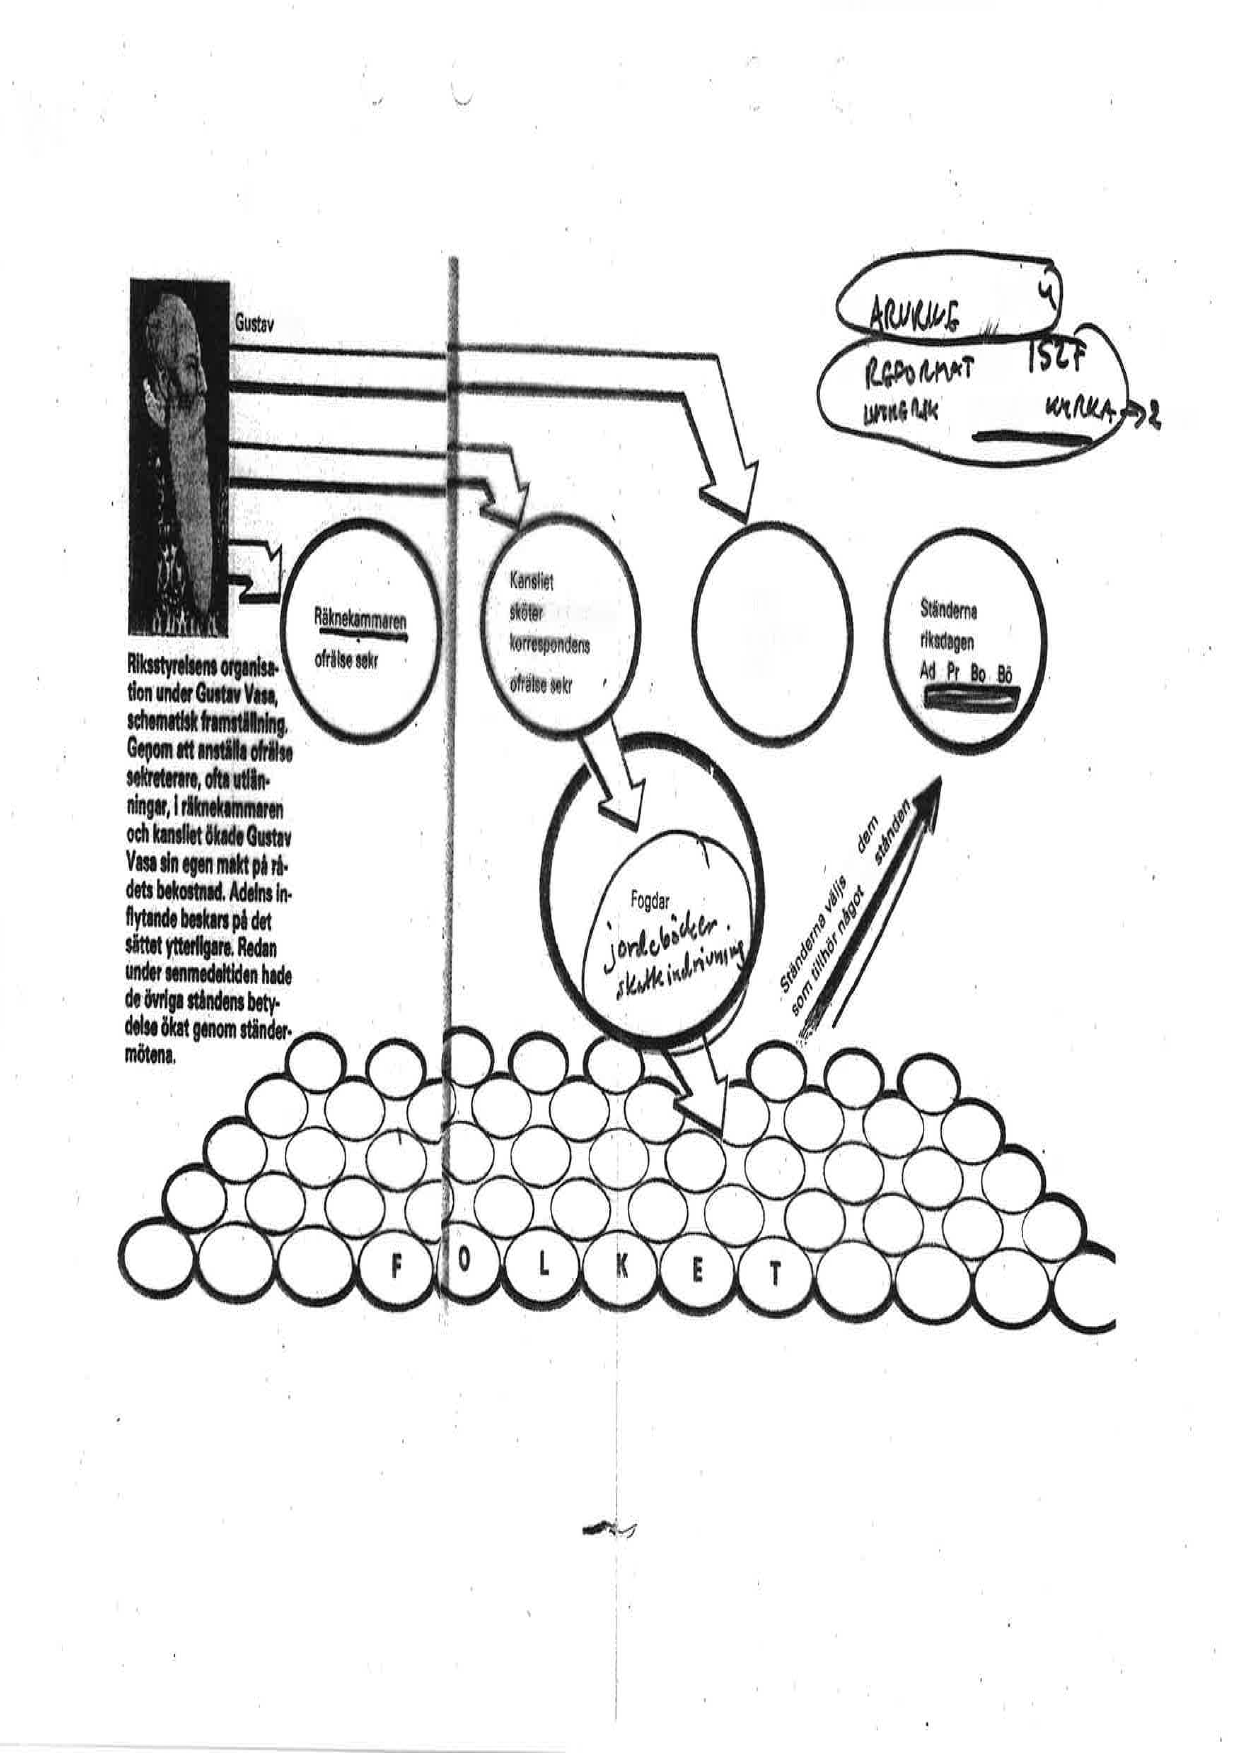 Gustav
ARVRIKE
REFORMAT 1527
KYRKA → 2
Räknekammaren
ofrälse sekr
Kansliet
sköter
korrespondens
ofrälse sekr
Ständerna
riksdagen
Ad Pr Bo Bö
Riksstyrelsens organisa-
tion under Gustav Vasa,
schematisk framställning.
Genom att anställa ofrälse
sekreterare, ofta utlän-
ningar, i räknekammaren
och kansliet ökade Gustav
Vasa sin egen makt på rå-
dets bekostnad. Adelns in-
flytande beskars på det
sättet ytterligare. Redan
under senmedeltiden hade
de övriga ståndens bety-
delse ökat genom ständer-
mötena.
Fogdar
jordeböcker.
skatteindrivning
Ständerna väljs dem
som tillhör något stånden
F O L K E T